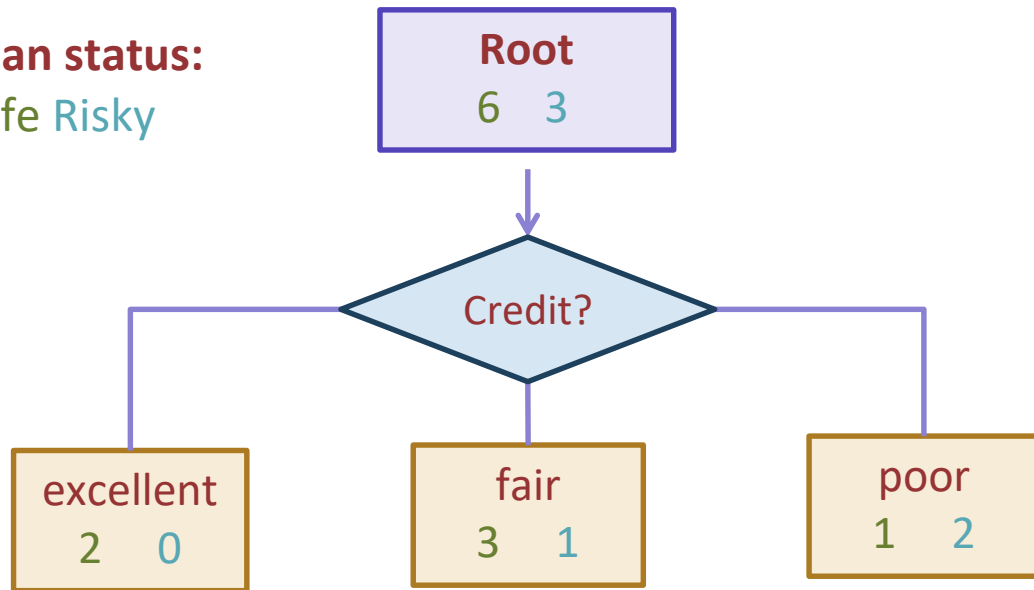 an status:
fe Risky
Root
6 3
Credit?
excellent
2 0
fair
3 1
poor
1 2